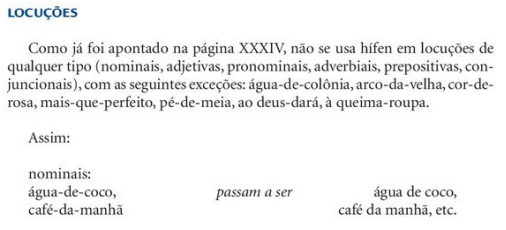 LOCUÇÕES
Como já foi apontado na página XXXIV, não se usa hífen em locuções de
qualquer tipo (nominais, adjetivas, pronominais, adverbiais, prepositivas, con-
juncionais), com as seguintes exceções: água-de-colônia, arco-da-velha, cor-de-
rosa, mais-que-perfeito, pé-de-meia, ao deus-dará, à queima-roupa.
Assim:
nominais:
água-de-coco, passam a ser água de coco,
café-da-manhã café da manhã, etc.